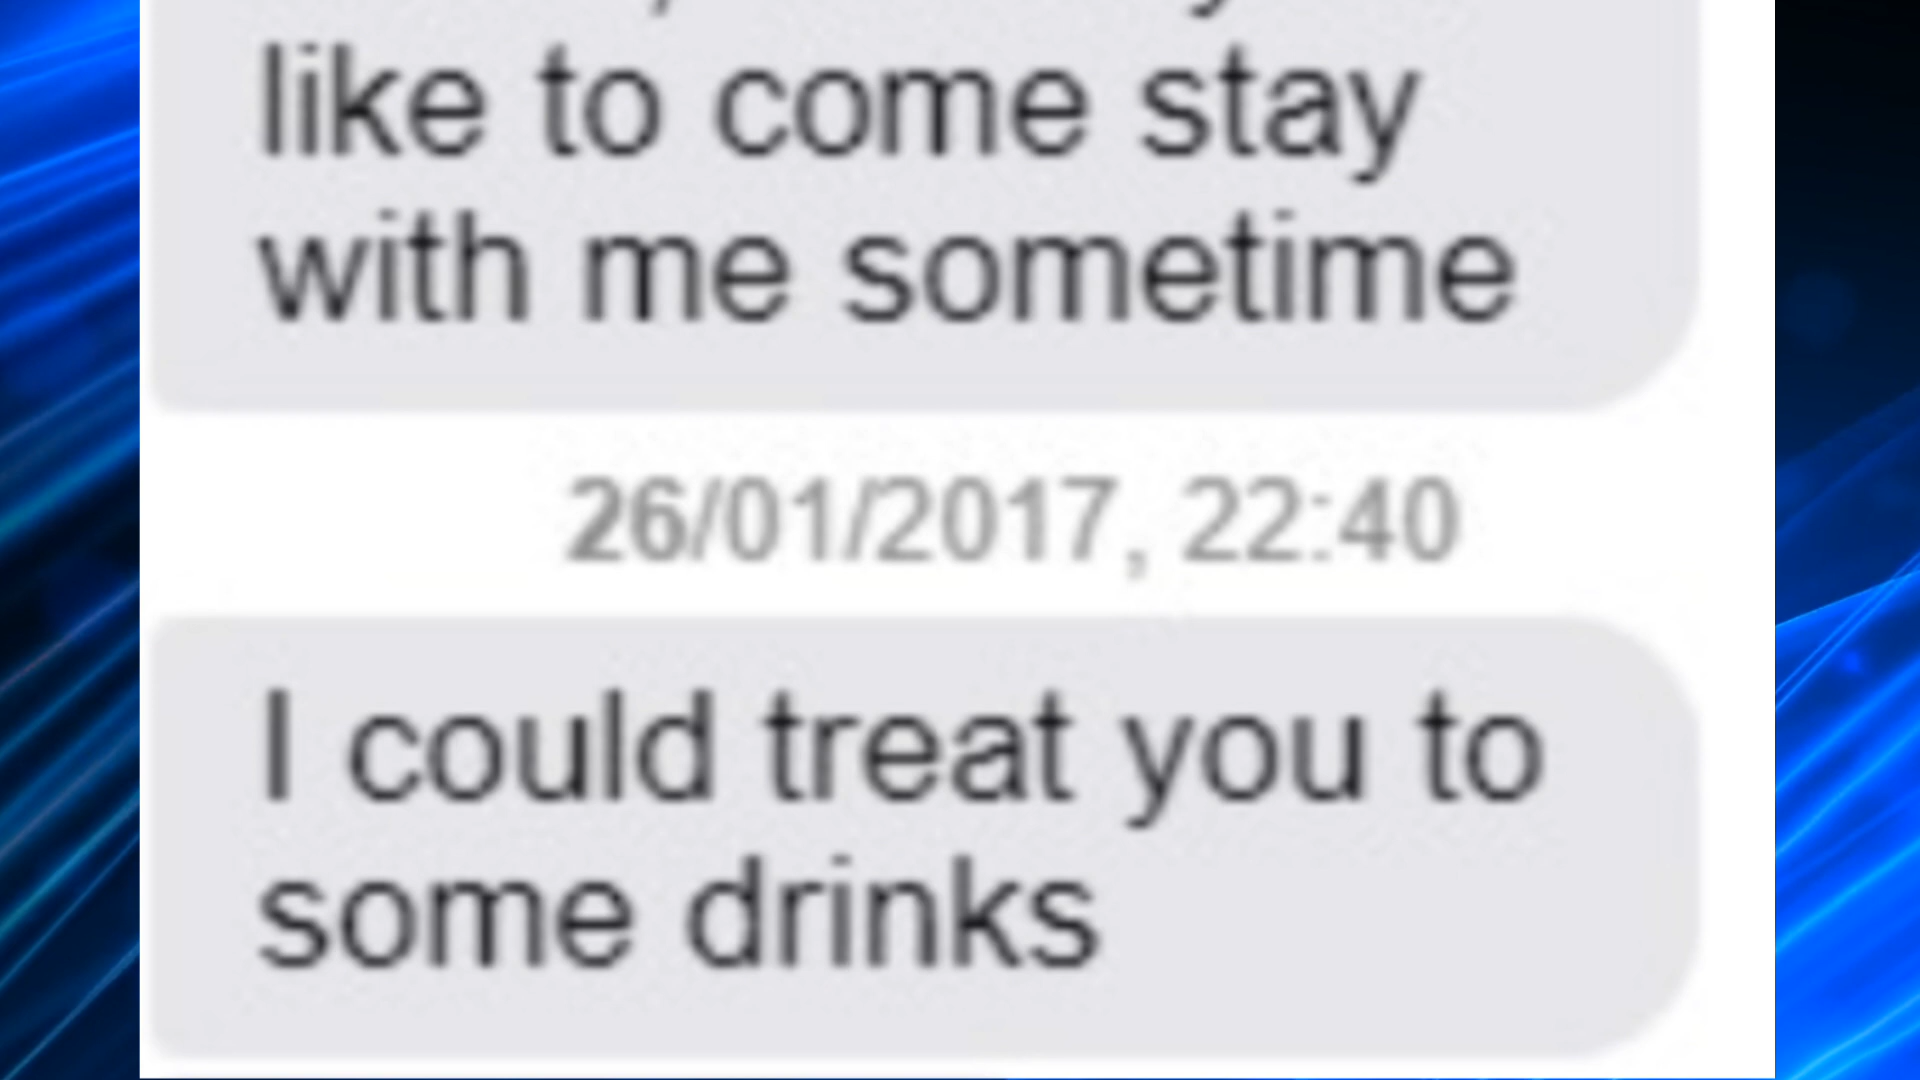 like to come stay
with me sometime
26/01/2017, 22:40
I could treat you to
some drinks